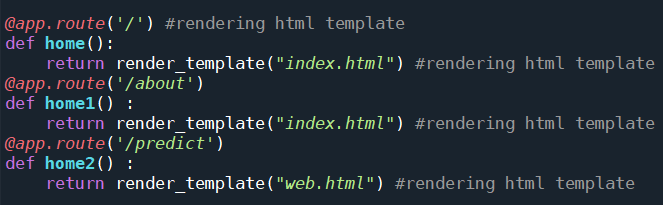 @app.route('/') #rendering html template
def home():
    return render_template("index.html") #rendering html template
@app.route('/about')
def home1() :
    return render_template("index.html") #rendering html template
@app.route('/predict')
def home2() :
    return render_template("web.html") #rendering html template